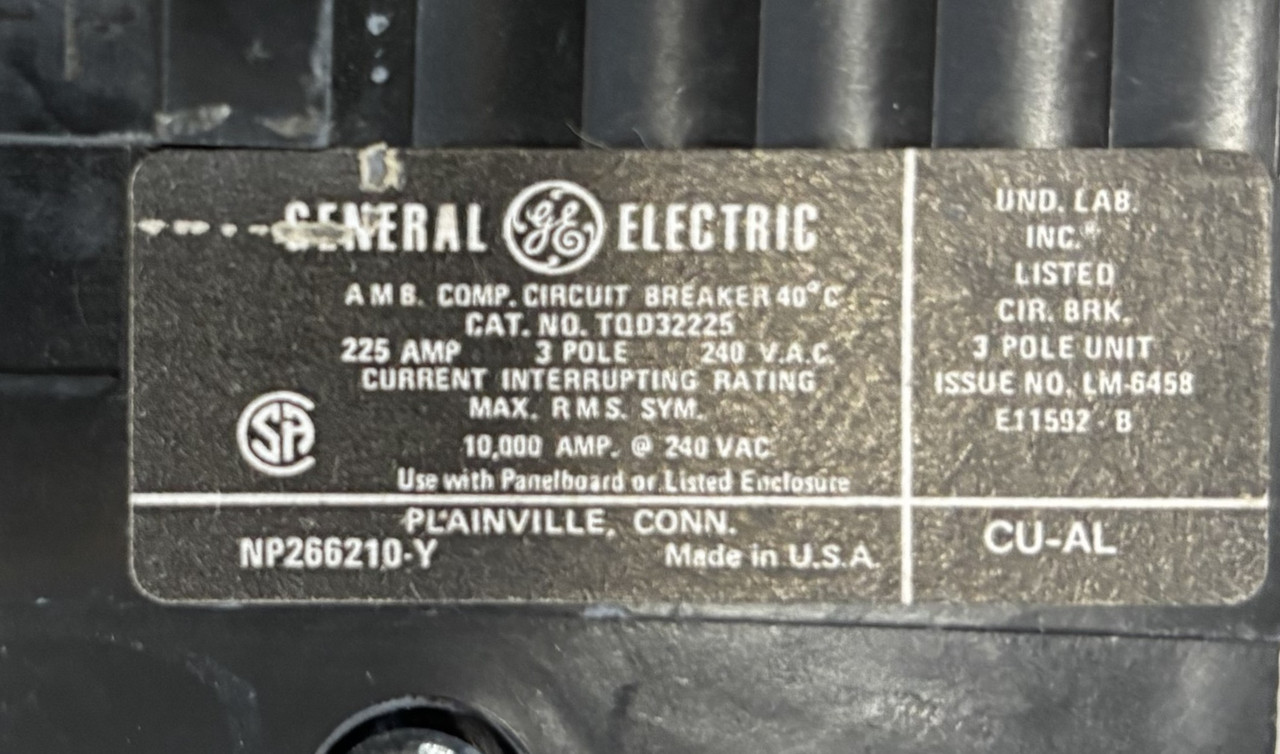 GENERAL GE ELECTRIC
AMB. COMP. CIRCUIT BREAKER 40°C
CAT. NO. TQD32225
225 AMP 3 POLE 240 V.A.C.
CURRENT INTERRUPTING RATING
MAX. RMS. SYM.
10,000 AMP. @ 240 VAC
Use with Panelboard or Listed Enclosure
SA
PLAINVILLE, CONN.
NP266210-Y Made in U.S.A.
UND. LAB.
INC.®
LISTED
CIR. BRK.
3 POLE UNIT
ISSUE NO. LM-6458
E11592 - B
CU-AL